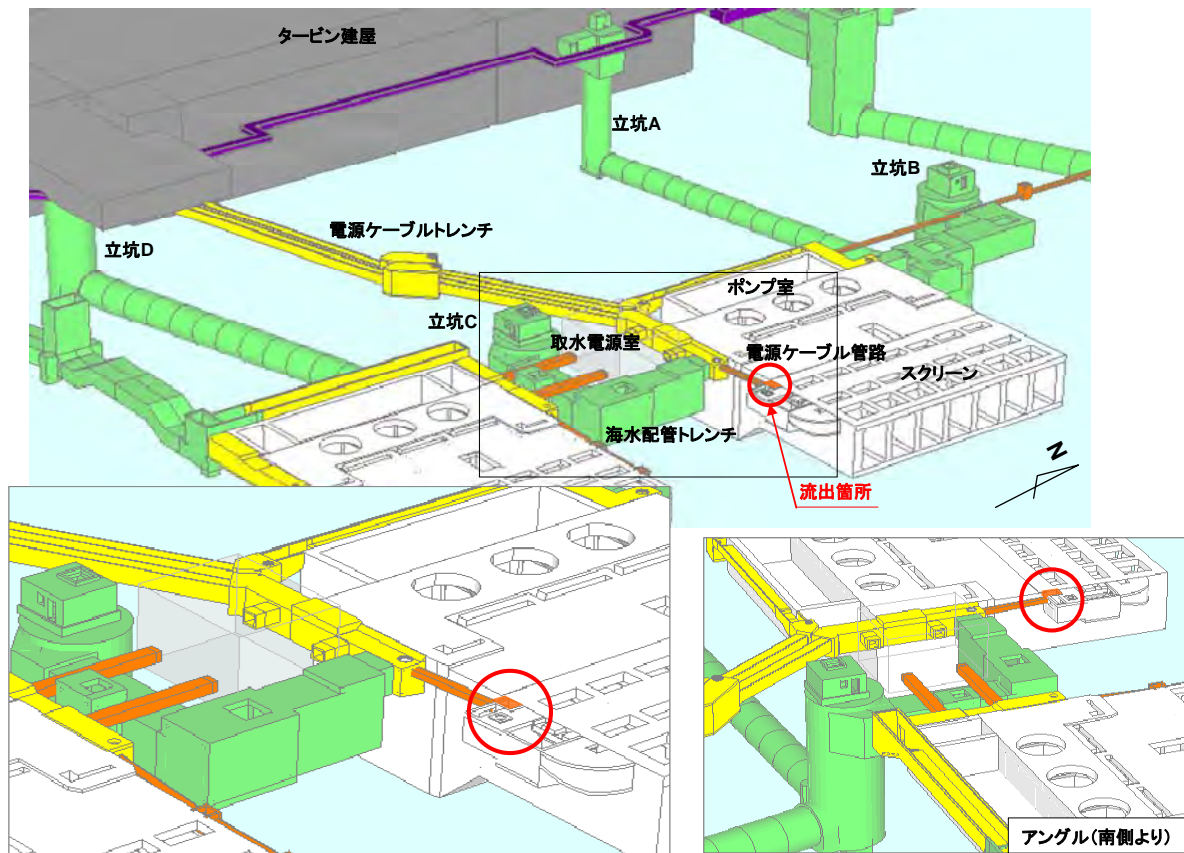 タービン建屋
立坑A
立坑B
電源ケーブルトレンチ
立坑D
ポンプ室
立坑C
取水電源室
電源ケーブル管路
スクリーン
海水配管トレンチ
N
流出箇所
アングル(南側より)